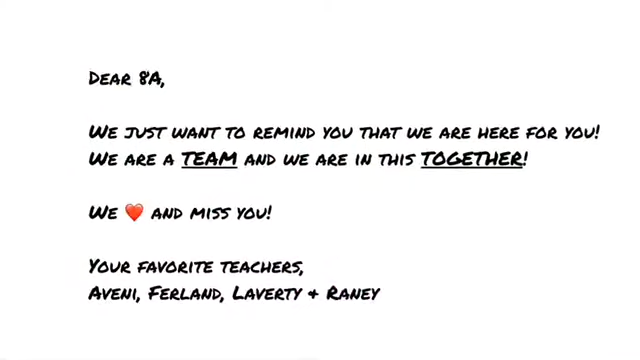 Dear 8A,
We just want to remind you that we are here for you!
We are a TEAM and we are in this TOGETHER!
We ❤️ and miss you!
Your favorite teachers,
Aveni, Ferland, Laverty & Raney